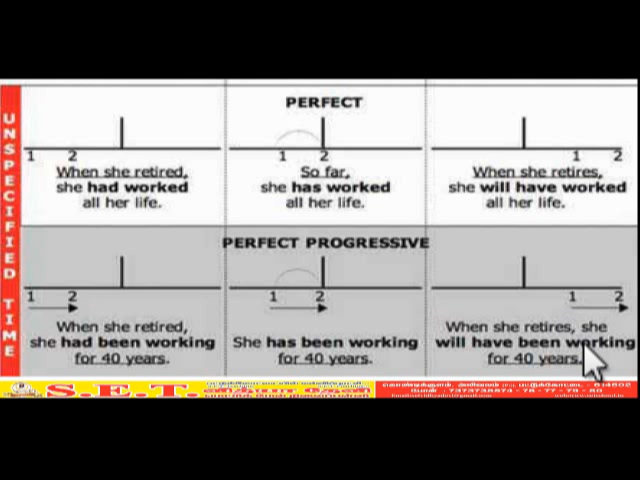 UNSPECIFIED TIME
PERFECT
1 2
When she retired,
she had worked
all her life.
1 2
So far,
she has worked
all her life.
1 2
When she retires,
she will have worked
all her life.
PERFECT PROGRESSIVE
1 2
When she retired,
she had been working
for 40 years.
1 2
She has been working
for 40 years.
1 2
When she retires, she
will have been working
for 40 years.
S.E.T.